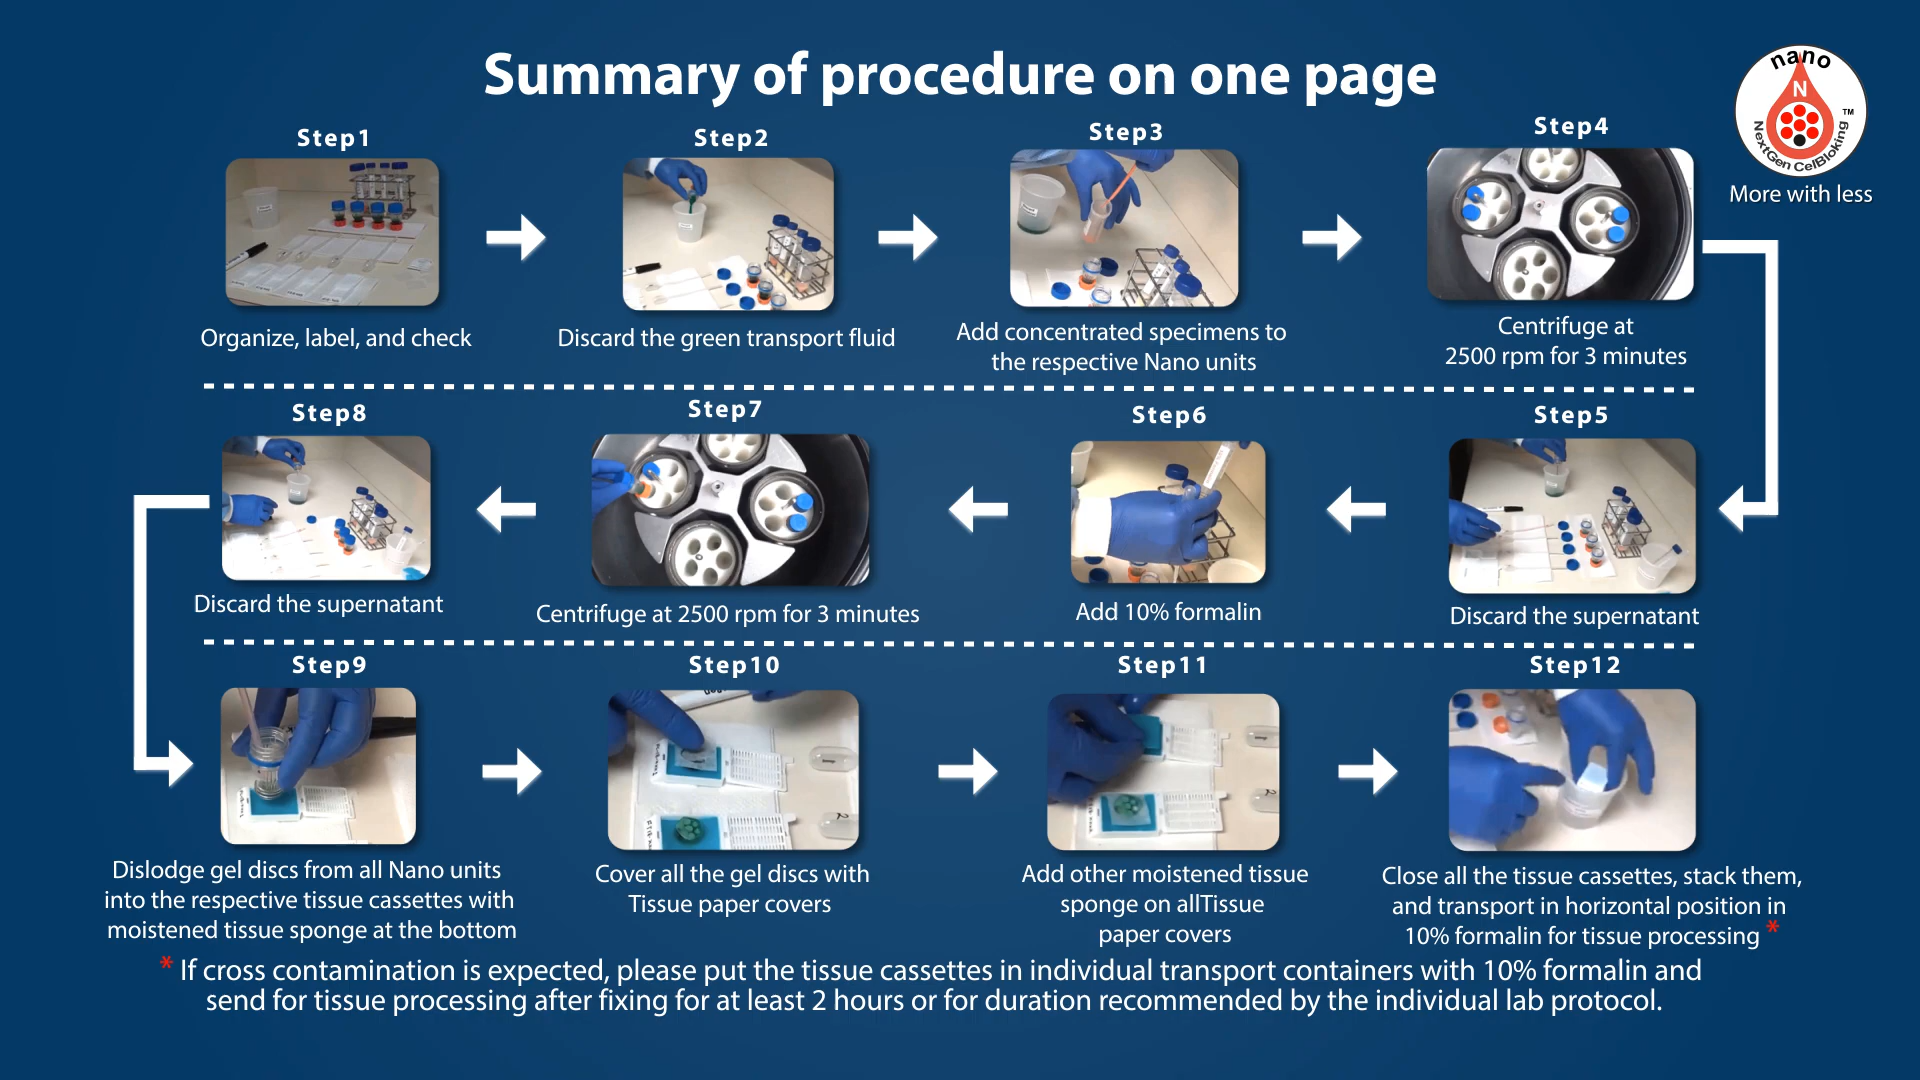 Summary of procedure on one page
nano
N
NextGen CelBloking
TM
More with less
Step1
Organize, label, and check
Step2
Discard the green transport fluid
Step3
Add concentrated specimens to
the respective Nano units
Step4
Centrifuge at
2500 rpm for 3 minutes
Step5
Discard the supernatant
Step6
Add 10% formalin
Step7
Centrifuge at 2500 rpm for 3 minutes
Step8
Discard the supernatant
Step9
Dislodge gel discs from all Nano units
into the respective tissue cassettes with
moistened tissue sponge at the bottom
Step10
Cover all the gel discs with
Tissue paper covers
Step11
Add other moistened tissue
sponge on allTissue
paper covers
Step12
Close all the tissue cassettes, stack them,
and transport in horizontal position in
10% formalin for tissue processing *
* If cross contamination is expected, please put the tissue cassettes in individual transport containers with 10% formalin and
send for tissue processing after fixing for at least 2 hours or for duration recommended by the individual lab protocol.